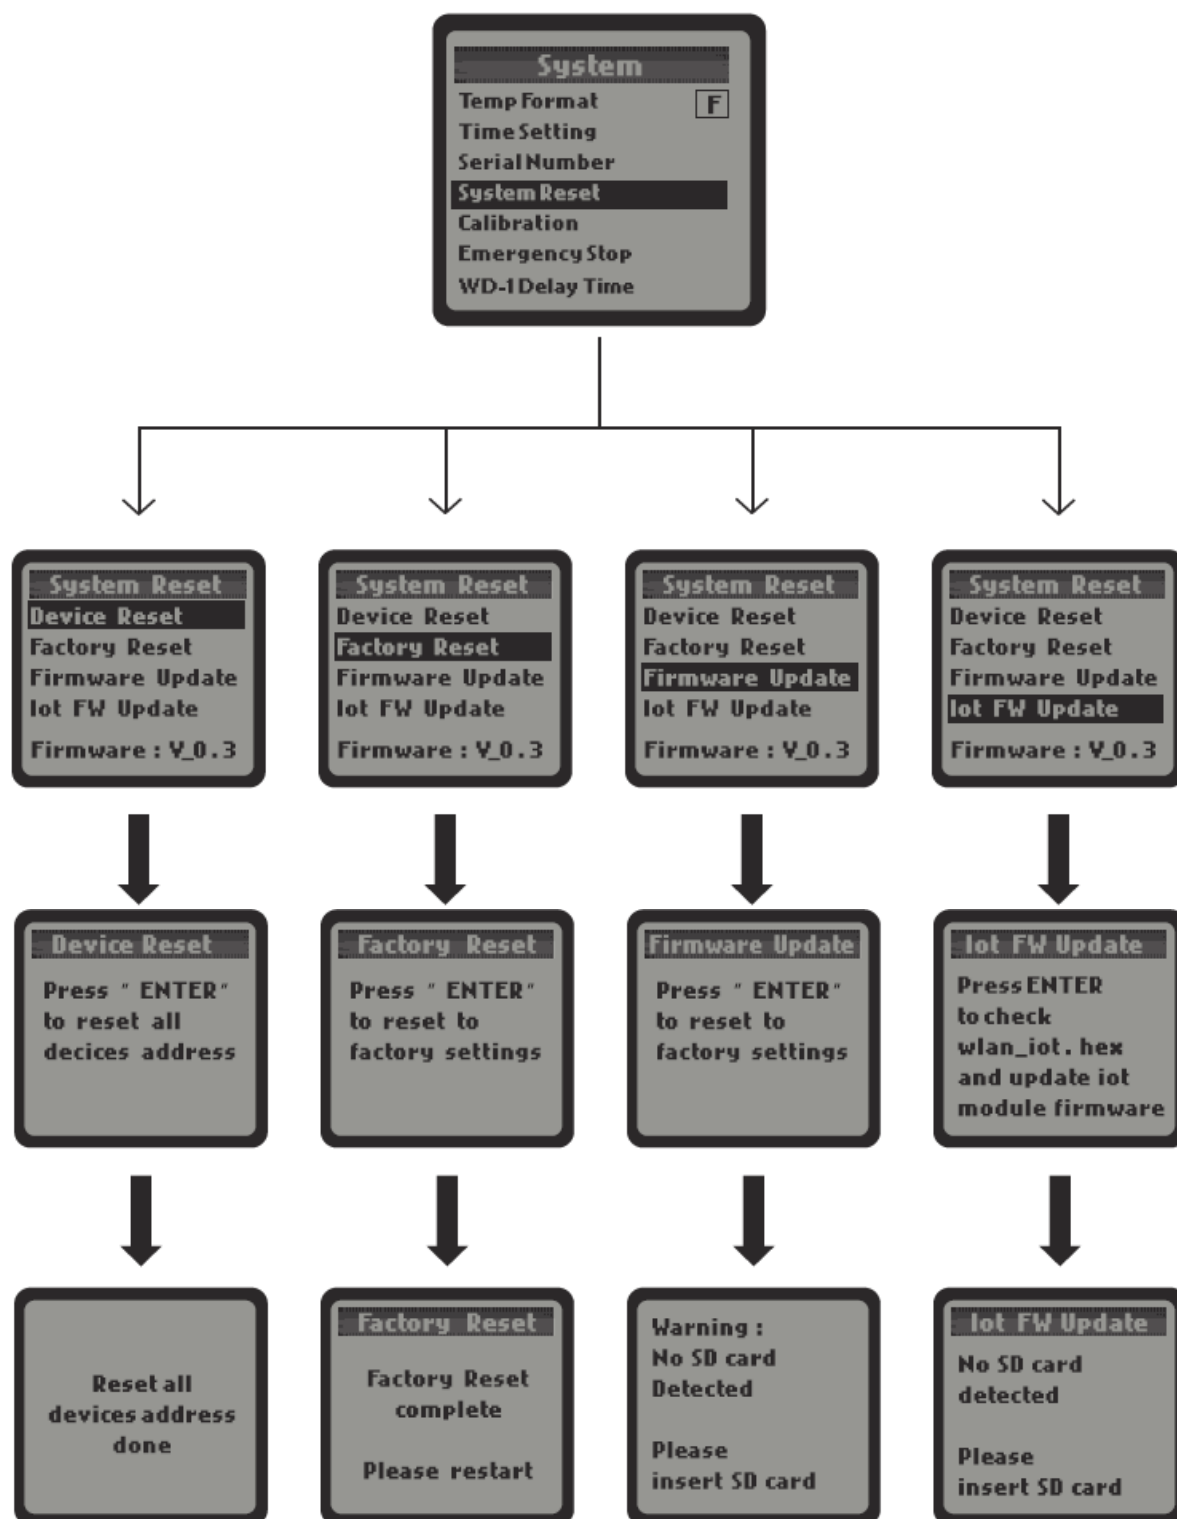 System
Temp Format F
Time Setting
Serial Number
System Reset
Calibration
Emergency Stop
WD-1 Delay Time
System Reset
Device Reset
Factory Reset
Firmware Update
Iot FW Update
Firmware : V_0.3
System Reset
Device Reset
Factory Reset
Firmware Update
Iot FW Update
Firmware : V_0.3
System Reset
Device Reset
Factory Reset
Firmware Update
Iot FW Update
Firmware : V_0.3
System Reset
Device Reset
Factory Reset
Firmware Update
Iot FW Update
Firmware : V_0.3
Device Reset
Press " ENTER"
to reset all
decices address
Factory Reset
Press " ENTER"
to reset to
factory settings
Firmware Update
Press " ENTER"
to reset to
factory settings
Iot FW Update
Press ENTER
to check
wlan_iot.hex
and update iot
module firmware
Reset all
devices address
done
Factory Reset
Factory Reset
complete
Please restart
Warning :
No SD card
Detected
Please
insert SD card
Iot FW Update
No SD card
detected
Please
insert SD card